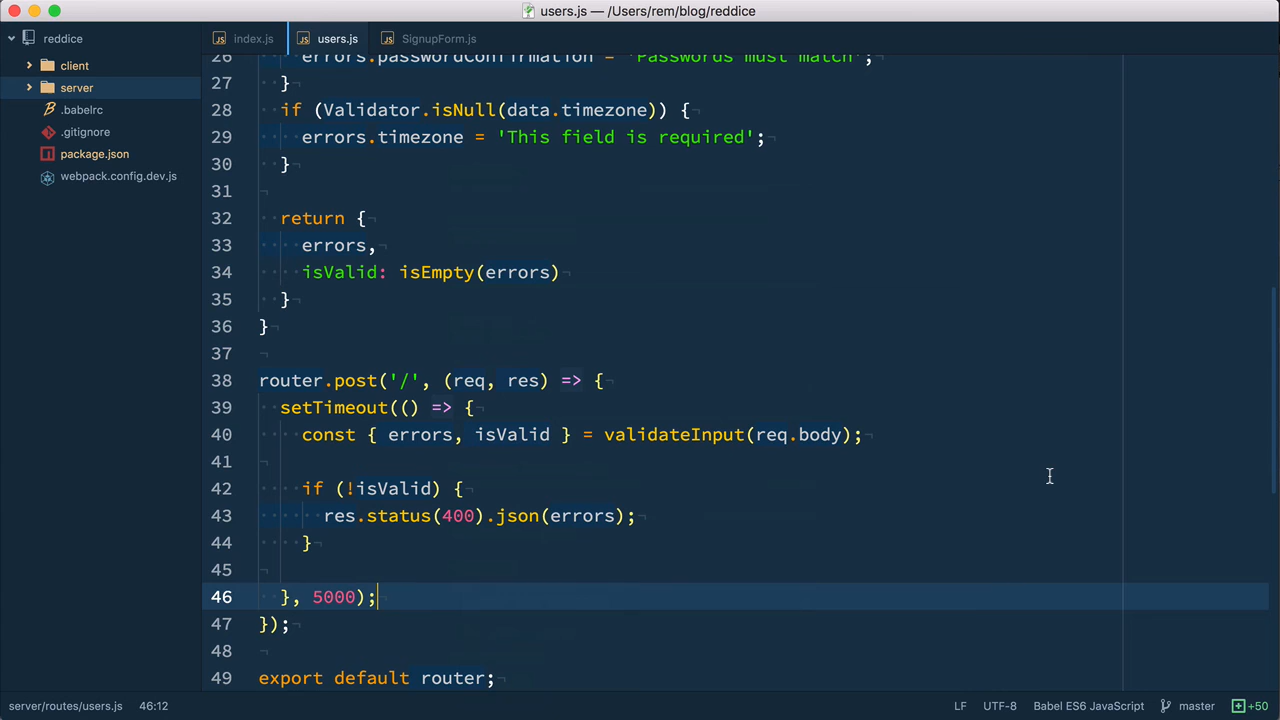 users.js — /Users/rem/blog/reddice
reddice
client
server
.babelrc
.gitignore
package.json
webpack.config.dev.js
index.js
users.js
SignupForm.js
26 errors.passwordConfirmation = 'Passwords must match';
27 }
28 if (Validator.isNull(data.timezone)) {
29 errors.timezone = 'This field is required';
30 }
31
32 return {
33 errors,
34 isValid: isEmpty(errors)
35 }
36 }
37
38 router.post('/', (req, res) => {
39 setTimeout(() => {
40 const { errors, isValid } = validateInput(req.body);
41
42 if (!isValid) {
43 res.status(400).json(errors);
44 }
45
46 }, 5000);
47 });
48
49 export default router;
server/routes/users.js 46:12 LF UTF-8 Babel ES6 JavaScript master +50